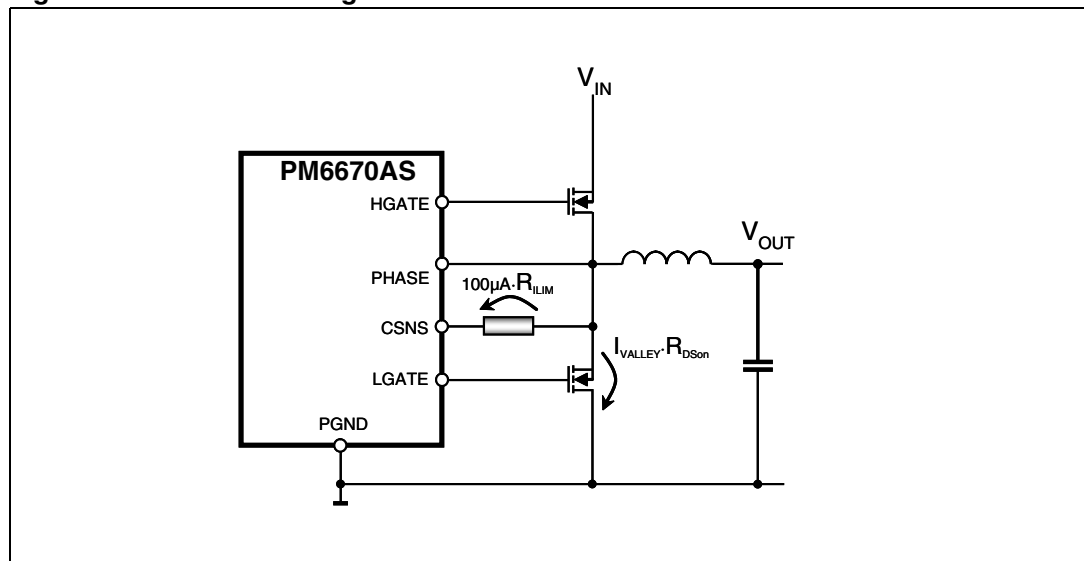 V_IN
PM6670AS
HGATE
V_OUT
PHASE
100µA·R_ILIM
CSNS
I_VALLEY·R_DSon
LGATE
PGND